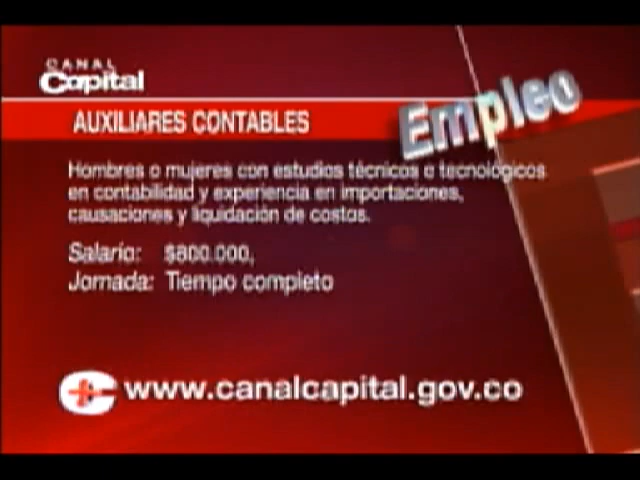 CANAL
Capital
Empleo
AUXILIARES CONTABLES
Hombres o mujeres con estudios técnicos o tecnológicos
en contabilidad y experiencia en importaciones,
causaciones y liquidación de costos.
Salario: $800.000,
Jornada: Tiempo completo
www.canalcapital.gov.co